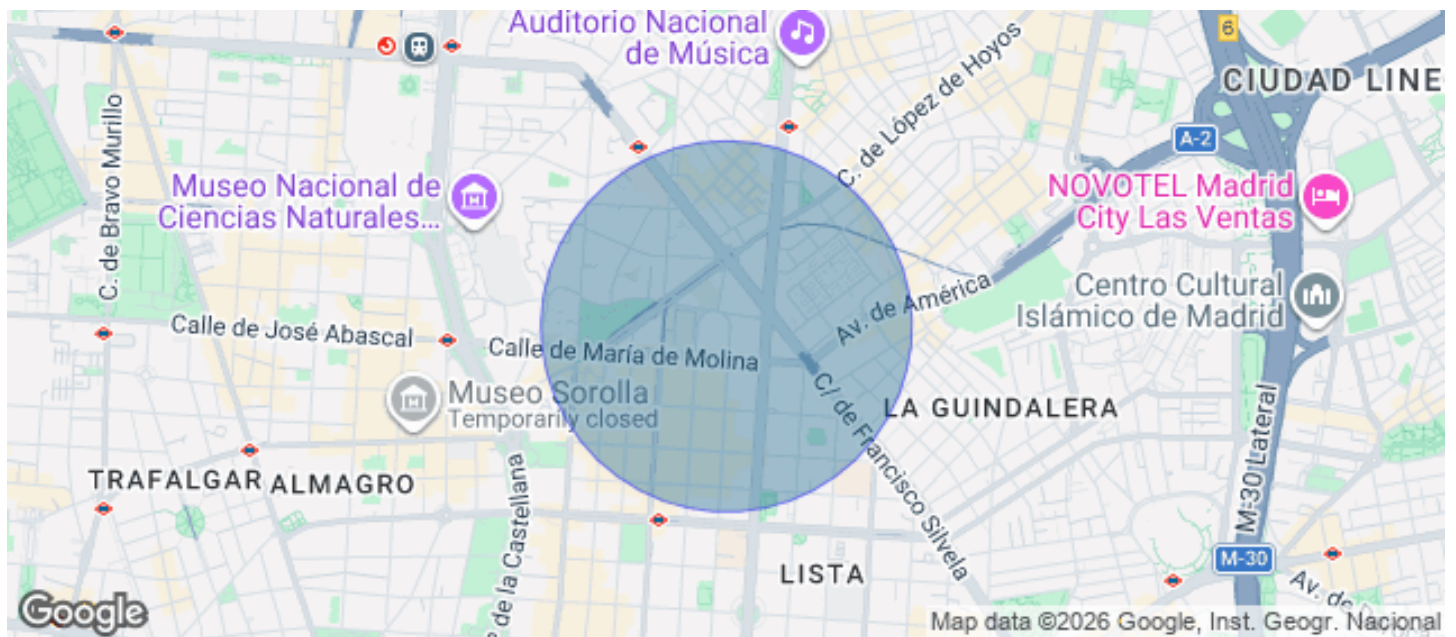 Auditorio Nacional
de Música
6
CIUDAD LINE
C. de López de Hoyos
A-2
C. de Bravo Murillo
Museo Nacional de
Ciencias Naturales...
NOVOTEL Madrid
City Las Ventas
Av. de América
Centro Cultural
Islámico de Madrid
Calle de José Abascal
Calle de María de Molina
Museo Sorolla
Temporarily closed
C/ de Francisco Silvela
LA GUINDALERA
M-30 Lateral
TRAFALGAR
ALMAGRO
de la Castellana
LISTA
M-30
Av. de
Google
Map data ©2026 Google, Inst. Geogr. Nacional